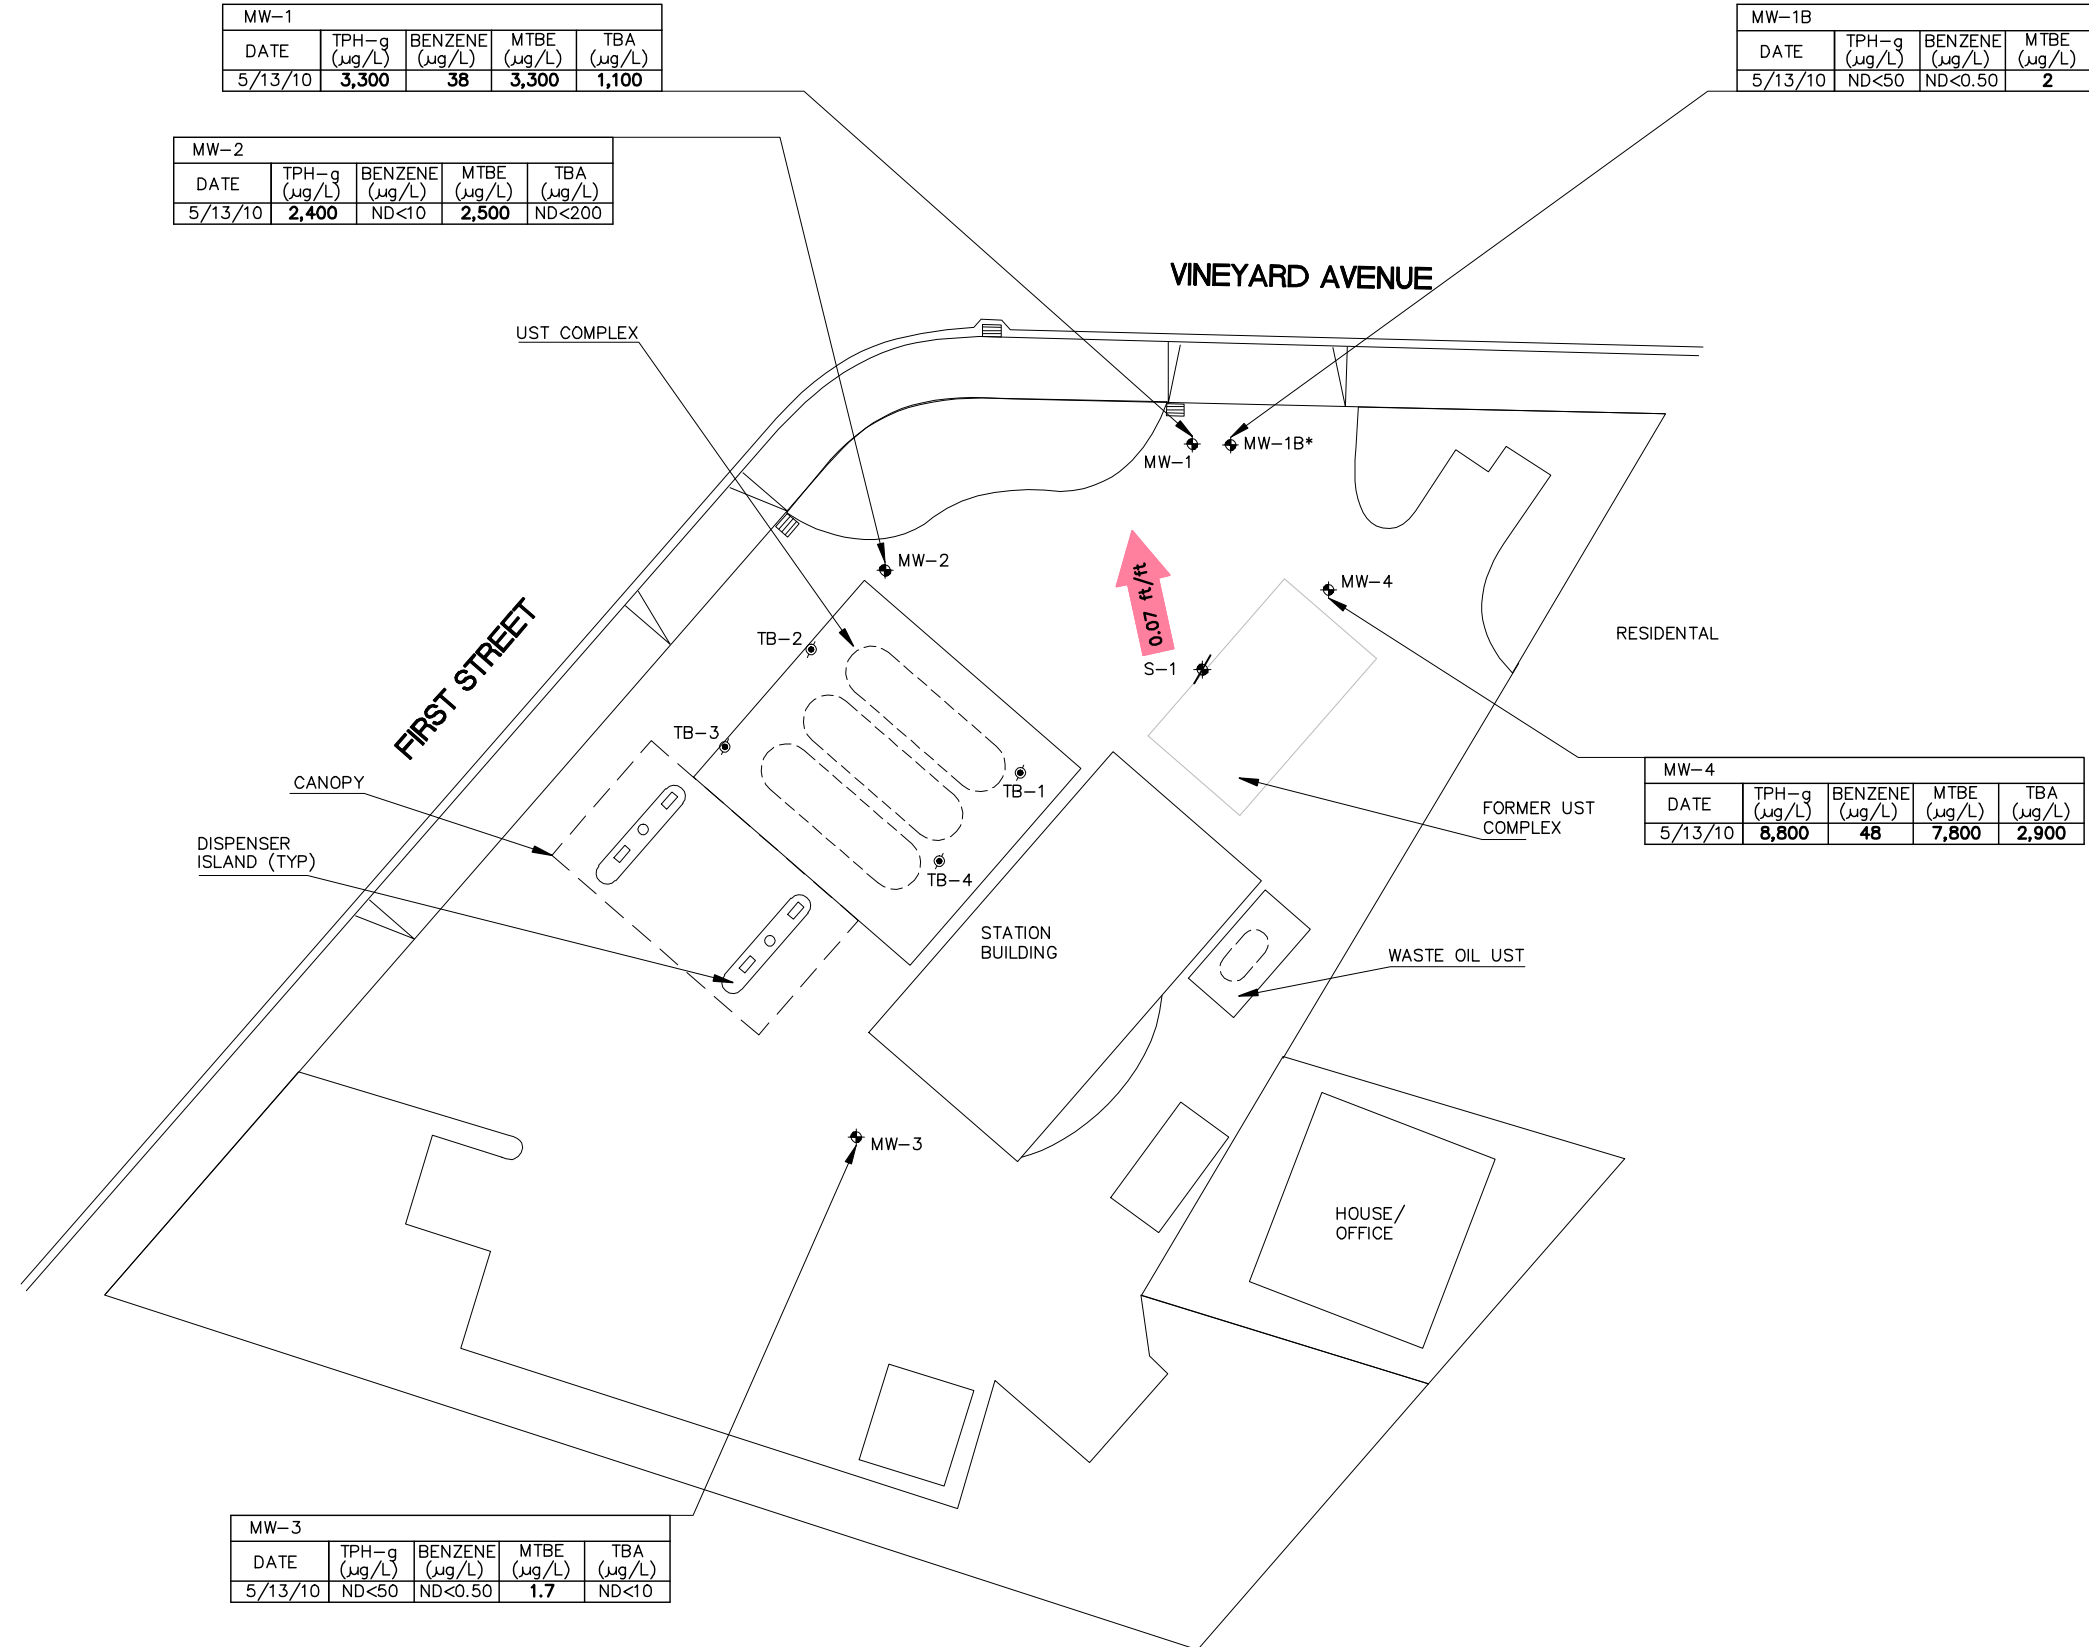 MW-1
DATE TPH-g (µg/L) BENZENE (µg/L) MTBE (µg/L) TBA (µg/L)
5/13/10 3,300 38 3,300 1,100
MW-1B
DATE TPH-g (µg/L) BENZENE (µg/L) MTBE (µg/L)
5/13/10 ND<50 ND<0.50 2
MW-2
DATE TPH-g (µg/L) BENZENE (µg/L) MTBE (µg/L) TBA (µg/L)
5/13/10 2,400 ND<10 2,500 ND<200
VINEYARD AVENUE
UST COMPLEX
MW-1
MW-1B*
MW-2
MW-4
0.07 ft/ft
FIRST STREET
TB-2
S-1
RESIDENTAL
TB-3
CANOPY
TB-1
MW-4
DATE TPH-g (µg/L) BENZENE (µg/L) MTBE (µg/L) TBA (µg/L)
5/13/10 8,800 48 7,800 2,900
FORMER UST
COMPLEX
DISPENSER
ISLAND (TYP)
TB-4
STATION
BUILDING
WASTE OIL UST
MW-3
HOUSE/
OFFICE
MW-3
DATE TPH-g (µg/L) BENZENE (µg/L) MTBE (µg/L) TBA (µg/L)
5/13/10 ND<50 ND<0.50 1.7 ND<10